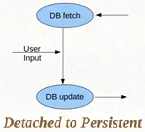 DB fetch
User
Input
DB update
Detached to Persistent